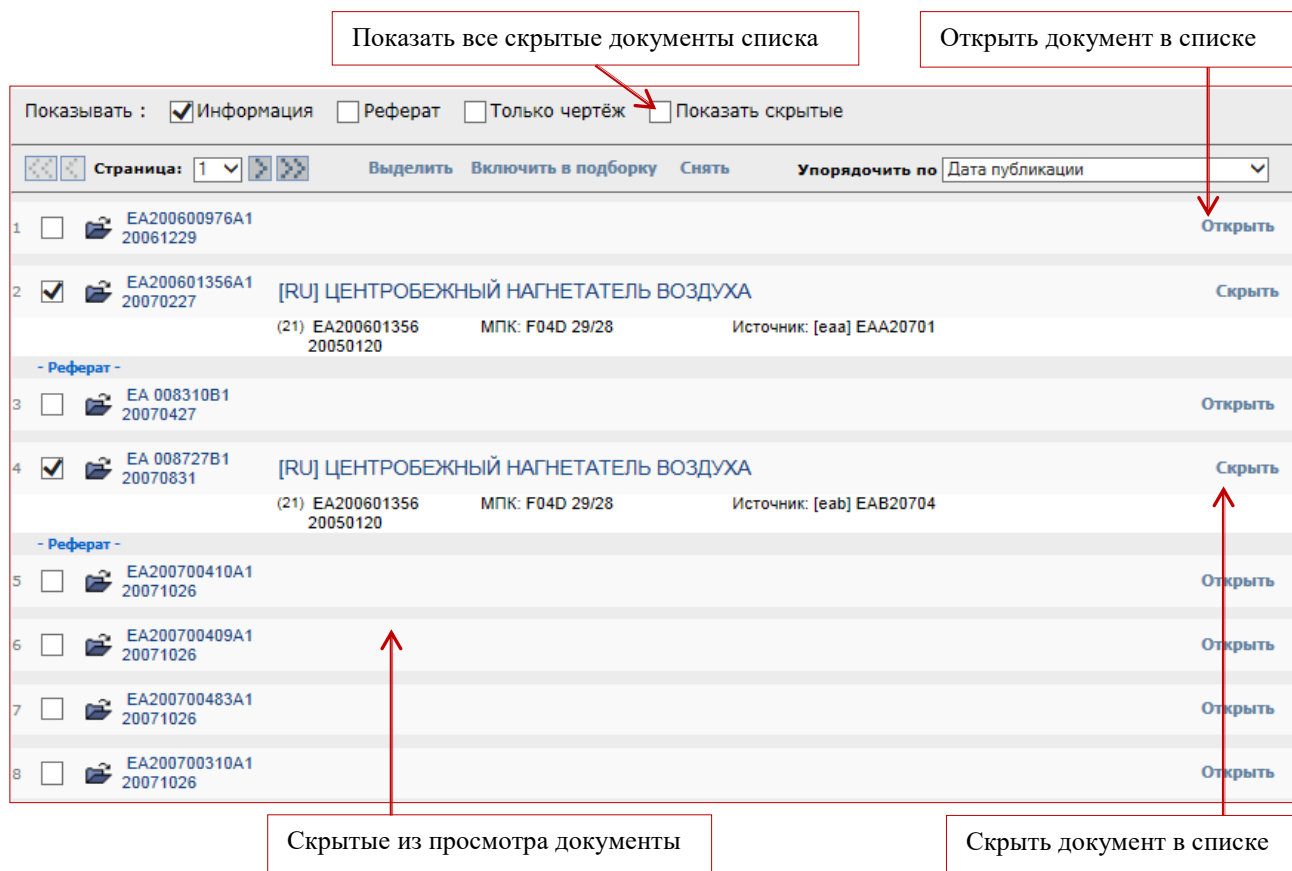 Показать все скрытые документы списка
Открыть документ в списке
Показывать : Информация Реферат Только чертёж Показать скрытые
Страница: 1 Выделить Включить в подборку Снять Упорядочить по Дата публикации
1 EA200600976A1 Открыть
20061229
2 EA200601356A1 [RU] ЦЕНТРОБЕЖНЫЙ НАГНЕТАТЕЛЬ ВОЗДУХА Скрыть
20070227
(21) EA200601356 МПК: F04D 29/28 Источник: [eaa] EAA20701
20050120
- Реферат -
3 EA 008310B1 Открыть
20070427
4 EA 008727B1 [RU] ЦЕНТРОБЕЖНЫЙ НАГНЕТАТЕЛЬ ВОЗДУХА Скрыть
20070831
(21) EA200601356 МПК: F04D 29/28 Источник: [eab] EAB20704
20050120
- Реферат -
5 EA200700410A1 Открыть
20071026
6 EA200700409A1 Открыть
20071026
7 EA200700483A1 Открыть
20071026
8 EA200700310A1 Открыть
20071026
Скрытые из просмотра документы
Скрыть документ в списке